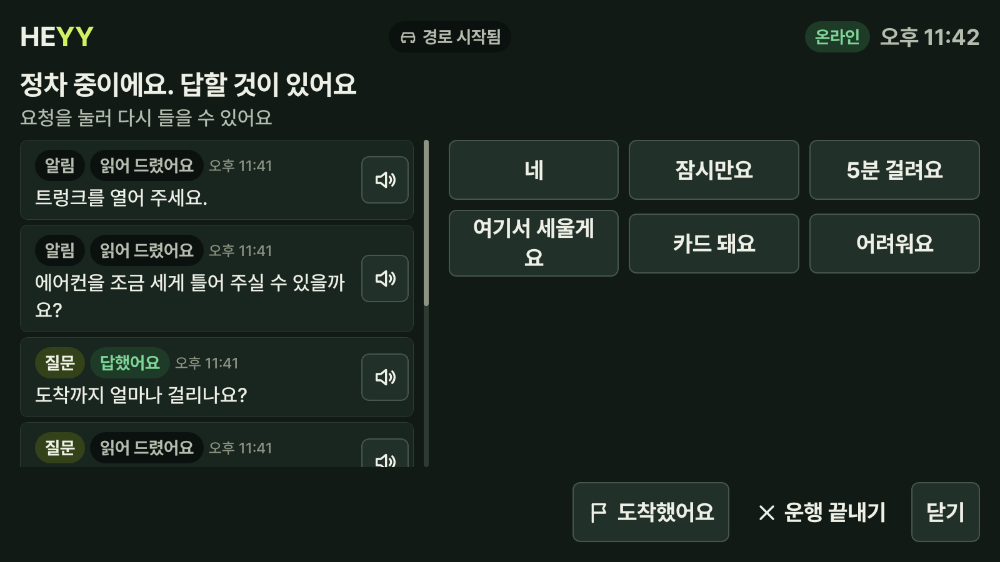 HEYY
경로 시작됨
온라인
오후 11:42
정차 중이에요. 답할 것이 있어요
요청을 눌러 다시 들을 수 있어요
알림 읽어 드렸어요 오후 11:41
트렁크를 열어 주세요.
알림 읽어 드렸어요 오후 11:41
에어컨을 조금 세게 틀어 주실 수 있을까
요?
질문 답했어요 오후 11:41
도착까지 얼마나 걸리나요?
질문 읽어 드렸어요 오후 11:41
네
잠시만요
5분 걸려요
여기서 세울게
요
카드 돼요
어려워요
도착했어요
운행 끝내기
닫기